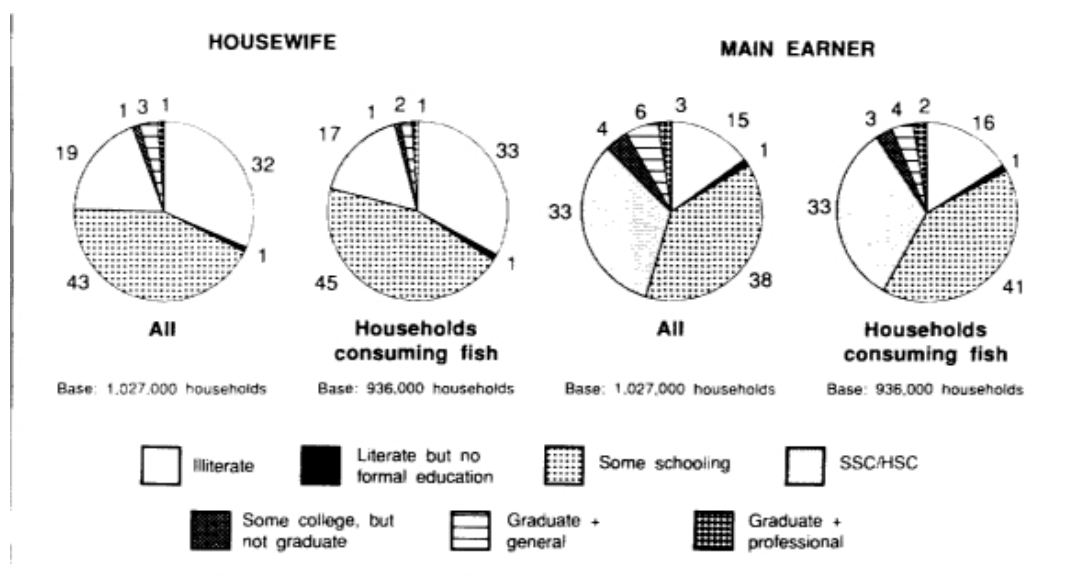 HOUSEWIFE
MAIN EARNER
1 3 1
19
32
43
1
1 2 1
17
33
45
1
4 6 3
15
1
33
38
3 4 2
16
1
33
41
All
Households
consuming fish
All
Households
consuming fish
Base: 1,027,000 households
Base: 936,000 households
Base: 1,027,000 households
Base: 936,000 households
Illiterate
Literate but no
formal education
Some schooling
SSC/HSC
Some college, but
not graduate
Graduate +
general
Graduate +
professional